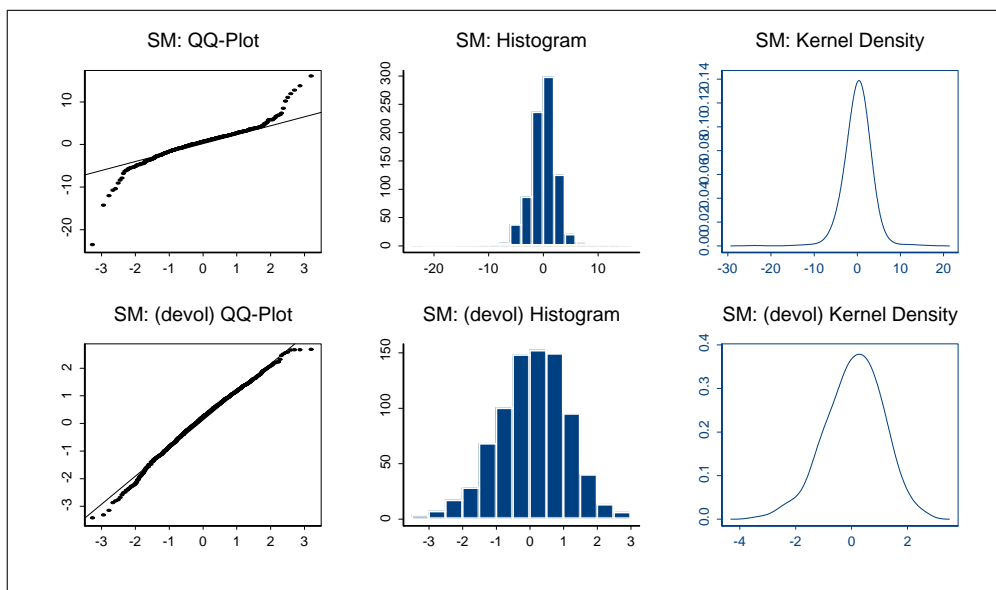 SM: QQ-Plot
-3 -2 -1 0 1 2 3
-20 -10 0 10
SM: Histogram
-20 -10 0 10
0 50 100 150 200 250 300
SM: Kernel Density
-30 -20 -10 0 10 20
0.00 0.02 0.04 0.06 0.08 0.10 0.12 0.14
SM: (devol) QQ-Plot
-3 -2 -1 0 1 2 3
-3 -2 -1 0 1 2
SM: (devol) Histogram
-3 -2 -1 0 1 2 3
0 50 100 150
SM: (devol) Kernel Density
-4 -2 0 2
0.0 0.1 0.2 0.3 0.4